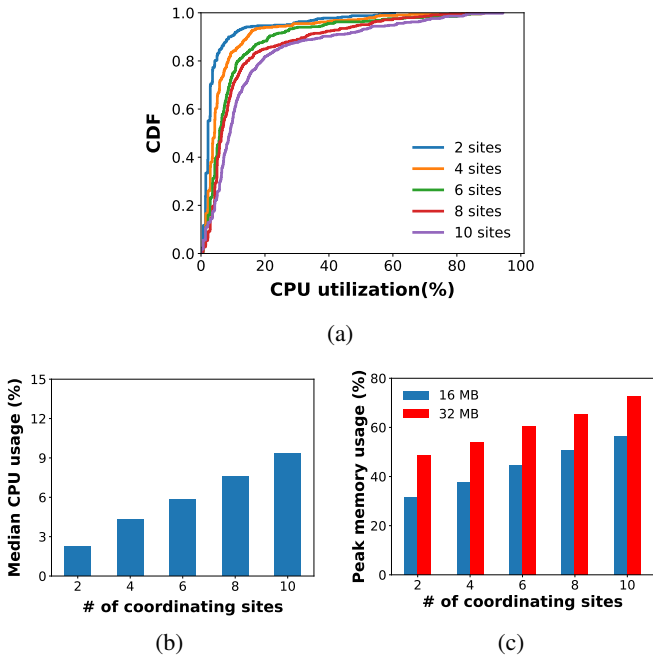 1.0
0.8
0.6
0.4
0.2
0.0
CDF
2 sites
4 sites
6 sites
8 sites
10 sites
0 20 40 60 80 100
CPU utilization(%)
(a)
15
12
9
6
3
0
Median CPU usage (%)
2 4 6 8 10
# of coordinating sites
(b)
80
60
40
20
0
Peak memory usage (%)
16 MB
32 MB
2 4 6 8 10
# of coordinating sites
(c)